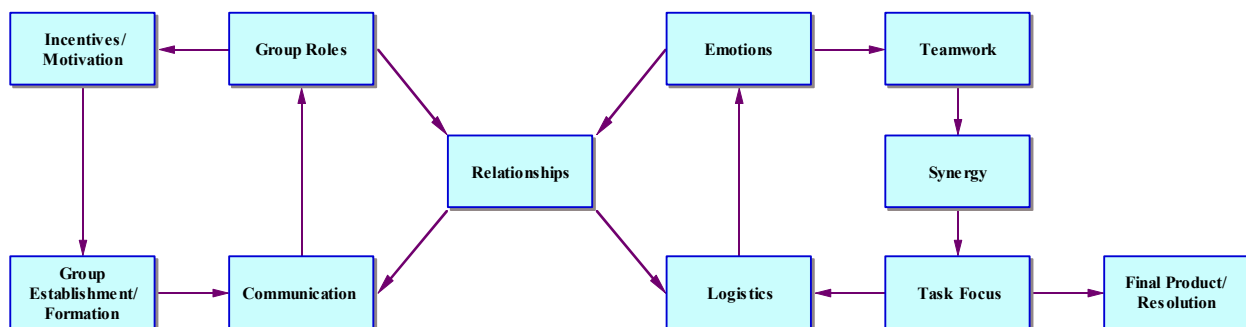 Incentives/
Motivation
Group Roles
Emotions
Teamwork
Relationships
Synergy
Group
Establishment/
Formation
Communication
Logistics
Task Focus
Final Product/
Resolution